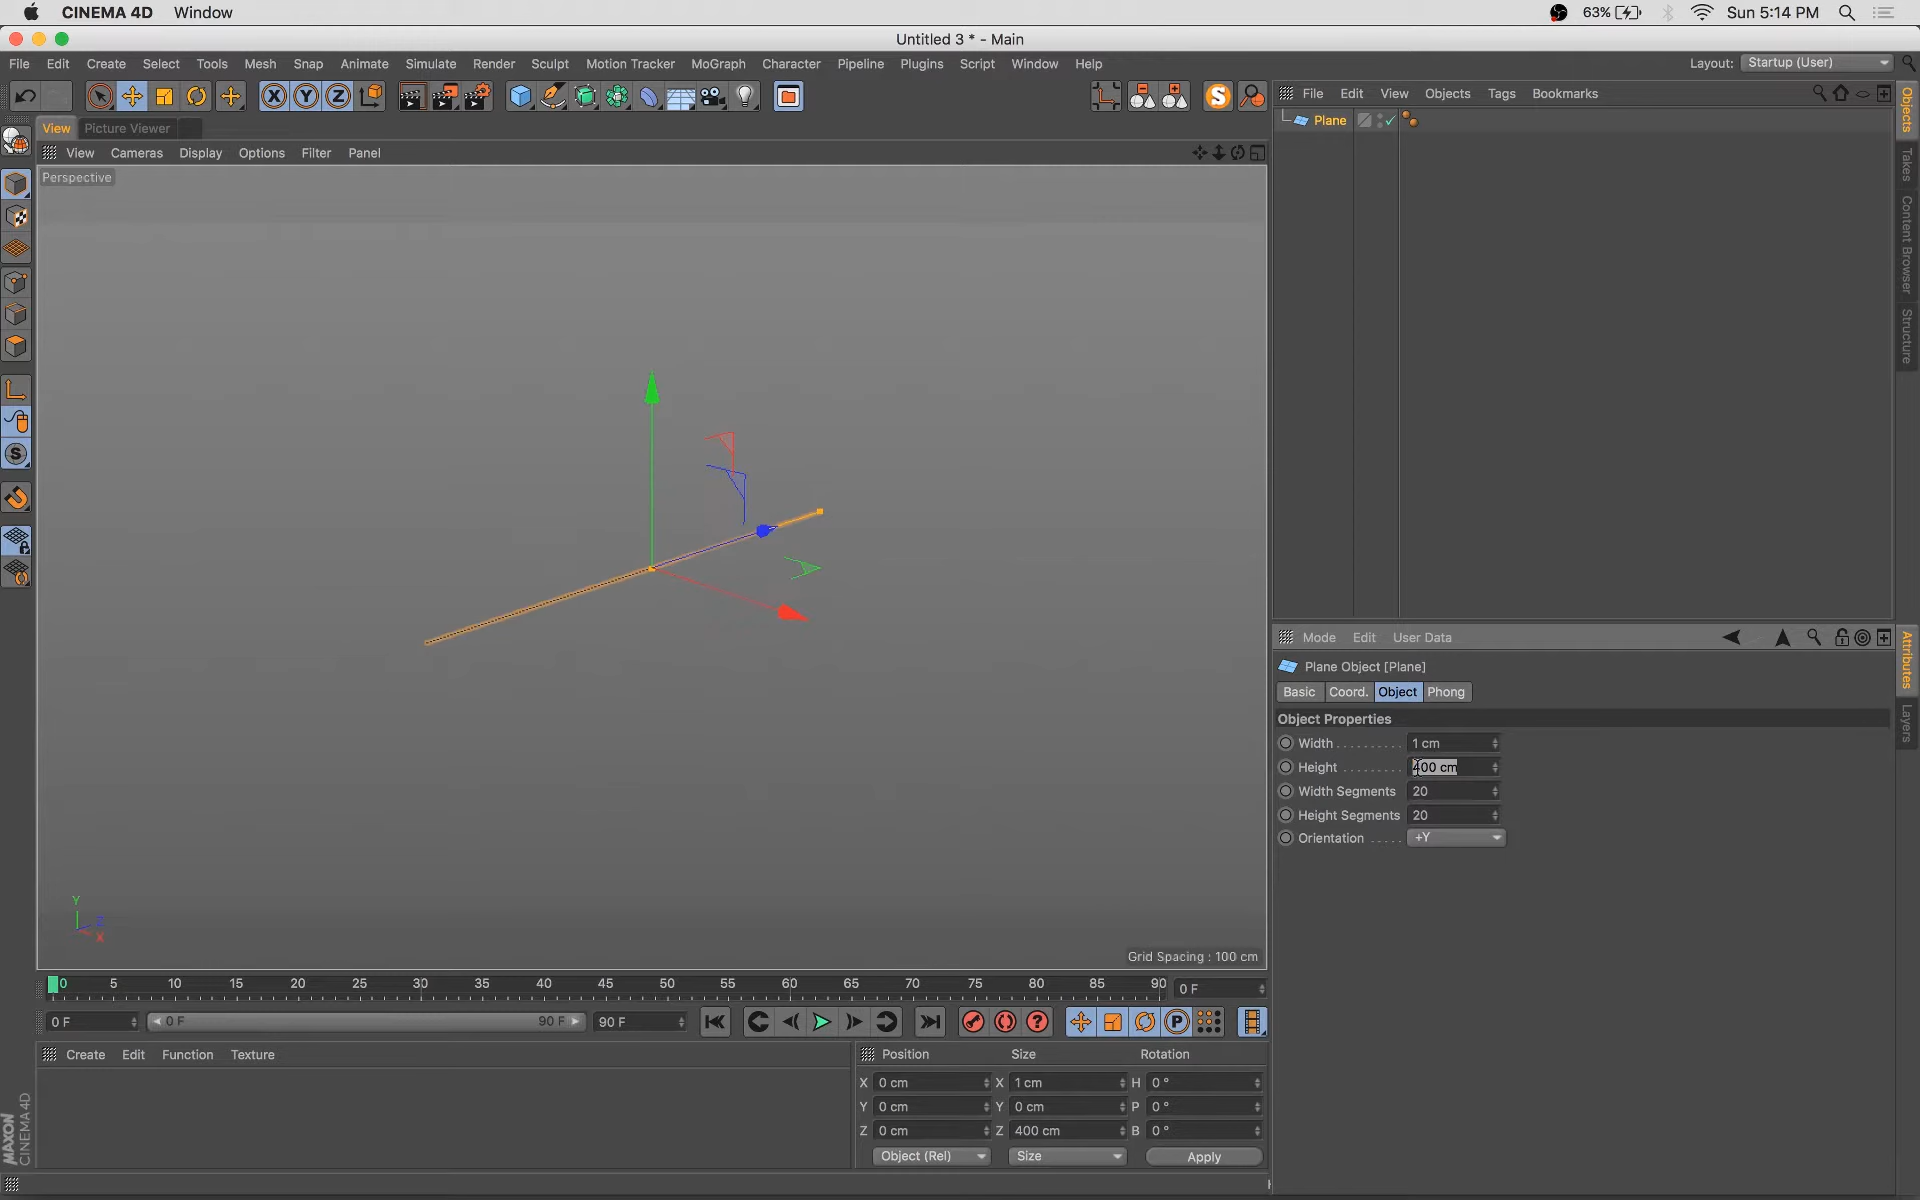 CINEMA 4D Window 63% Sun 5:14 PM
Untitled 3 * - Main
File Edit Create Select Tools Mesh Snap Animate Simulate Render Sculpt Motion Tracker MoGraph Character Pipeline Plugins Script Window Help Layout: Startup (User)
X Y Z S
File Edit View Objects Tags Bookmarks
View Picture Viewer
Plane
View Cameras Display Options Filter Panel
Perspective
Objects
Takes
Content Browser
Structure
S
Mode Edit User Data
Plane Object [Plane]
Basic Coord. Object Phong
Object Properties
Width 1 cm
Height 400 cm
Width Segments 20
Height Segments 20
Orientation +Y
Attributes
Layers
Y
Z
X
Grid Spacing : 100 cm
0 5 10 15 20 25 30 35 40 45 50 55 60 65 70 75 80 85 90 0 F
0 F 0 F 90 F 90 F ? P
Create Edit Function Texture
Position Size Rotation
X 0 cm X 1 cm H 0 °
Y 0 cm Y 0 cm P 0 °
Z 0 cm Z 400 cm B 0 °
Object (Rel) Size Apply
MAXON
CINEMA 4D